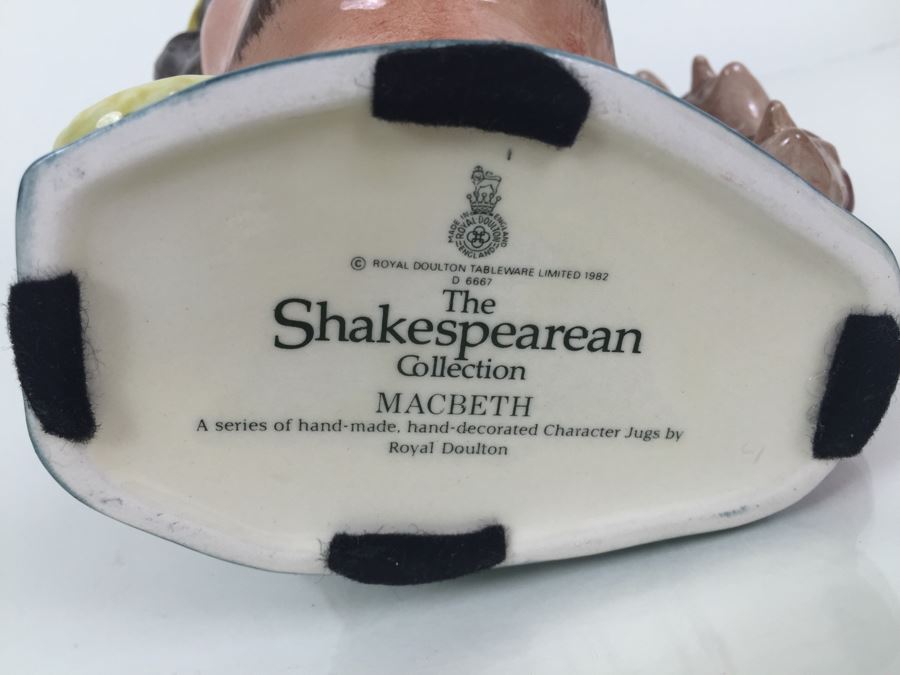 MADE IN ENGLAND
ROYAL DOULTON
ENGLAND
© ROYAL DOULTON TABLEWARE LIMITED 1982
D 6667
The
Shakespearean
Collection
MACBETH
A series of hand-made, hand-decorated Character Jugs by
Royal Doulton